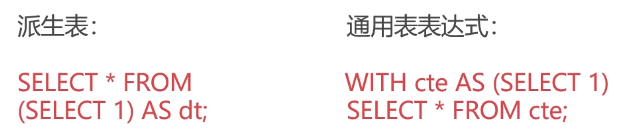 派生表：
SELECT * FROM
(SELECT 1) AS dt;
通用表表达式：
WITH cte AS (SELECT 1)
SELECT * FROM cte;